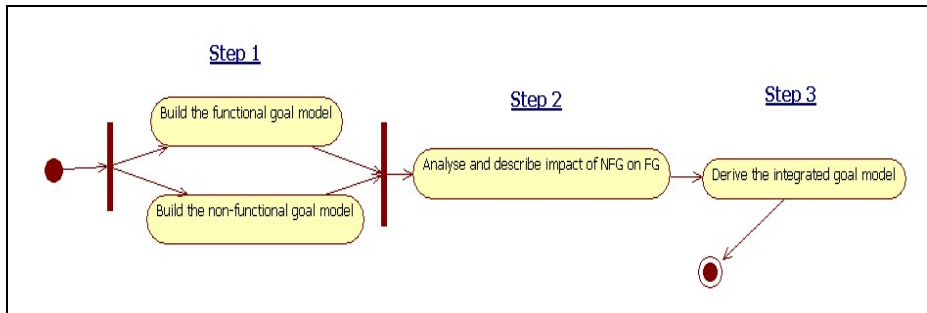 Step 1
Build the functional goal model
Build the non-functional goal model
Step 2
Analyse and describe impact of NFG on FG
Step 3
Derive the integrated goal model